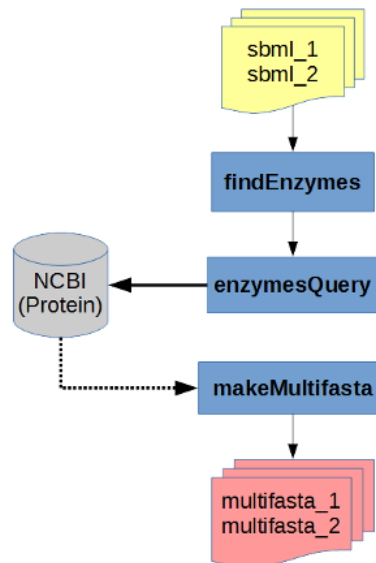 sbml_1
sbml_2
findEnzymes
enzymesQuery
NCBI
(Protein)
makeMultifasta
multifasta_1
multifasta_2